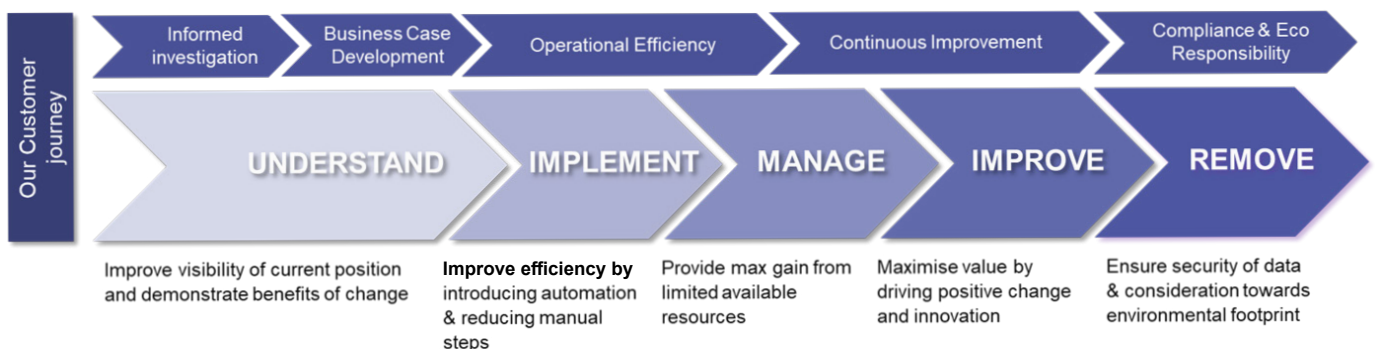 Our Customer
journey
Informed
investigation
Business Case
Development
Operational Efficiency
Continuous Improvement
Compliance & Eco
Responsibility
UNDERSTAND
IMPLEMENT
MANAGE
IMPROVE
REMOVE
Improve visibility of current position
and demonstrate benefits of change
Improve efficiency by
introducing automation
& reducing manual
steps
Provide max gain from
limited available
resources
Maximise value by
driving positive change
and innovation
Ensure security of data
& consideration towards
environmental footprint